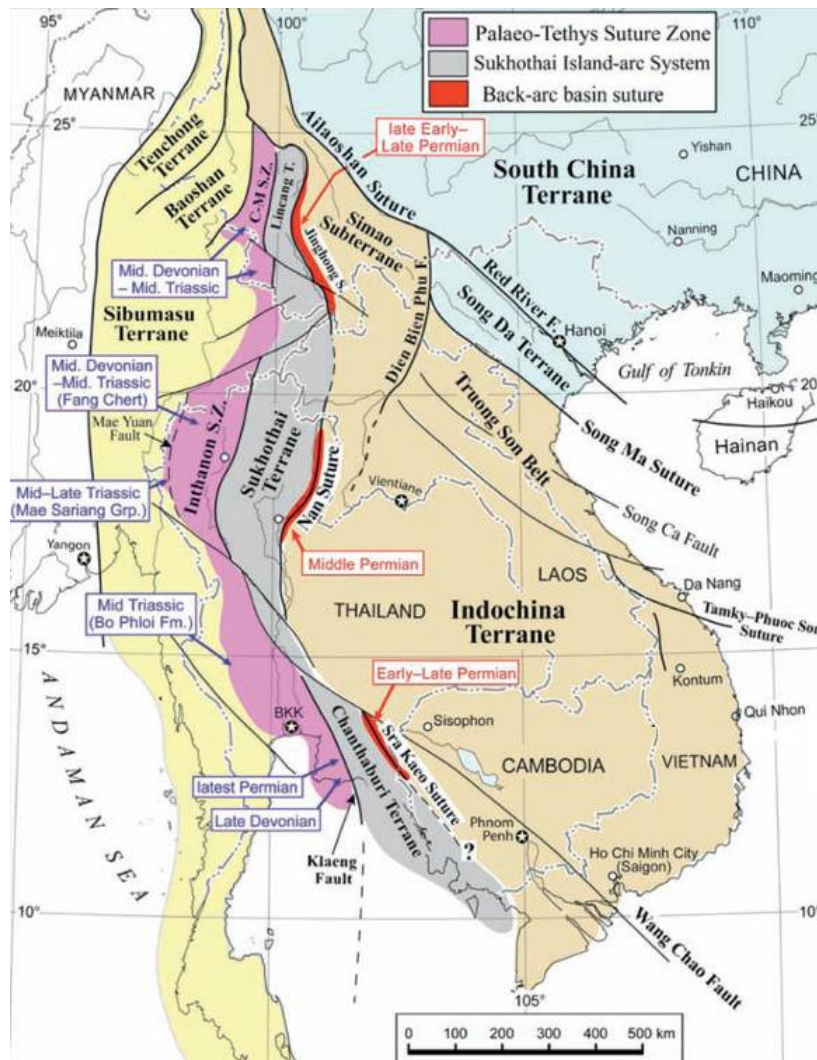 95°
100°
110°
Palaeo-Tethys Suture Zone
Sukhothai Island-arc System
Back-arc basin suture
MYANMAR
25°
25°
Tenchong
Terrane
Baoshan
Terrane
C-M S.Z.
Lincang T.
Ailaoshan Suture
late Early–
Late Permian
South China
Terrane
Yishan
CHINA
Nanning
Maoming
Simao
Subterrane
Jinghong S.
Mid. Devonian
– Mid. Triassic
Sibumasu
Terrane
Meiktila
Dien Bien Phu F.
Red River F.
Song Da Terrane
Hanoi
Gulf of Tonkin
Haikou
Hainan
20°
20
Mid. Devonian
–Mid. Triassic
(Fang Chert)
Mae Yuan
Fault
Inthanon S.Z.
Sukhothai
Terrane
Nan Suture
Vientiane
Truong Son Belt
Song Ma Suture
Song Ca Fault
Mid–Late Triassic
(Mae Sariang Grp.)
Yangon
Middle Permian
LAOS
Da Nang
Tamky–Phuoc Son
Suture
THAILAND
Indochina
Terrane
Mid Triassic
(Bo Phloi Fm.)
15°
15°
Early–Late Permian
Kontum
Qui Nhon
BKK
Sisophon
Chanthaburi Terrane
Sra Kaeo Suture
CAMBODIA
VIETNAM
ANDAMAN SEA
latest Permian
Late Devonian
Klaeng
Fault
Phnom
Penh
?
Ho Chi Minh City
(Saigon)
10°
10°
Wang Chao Fault
105°
0 100 200 300 400 500 km